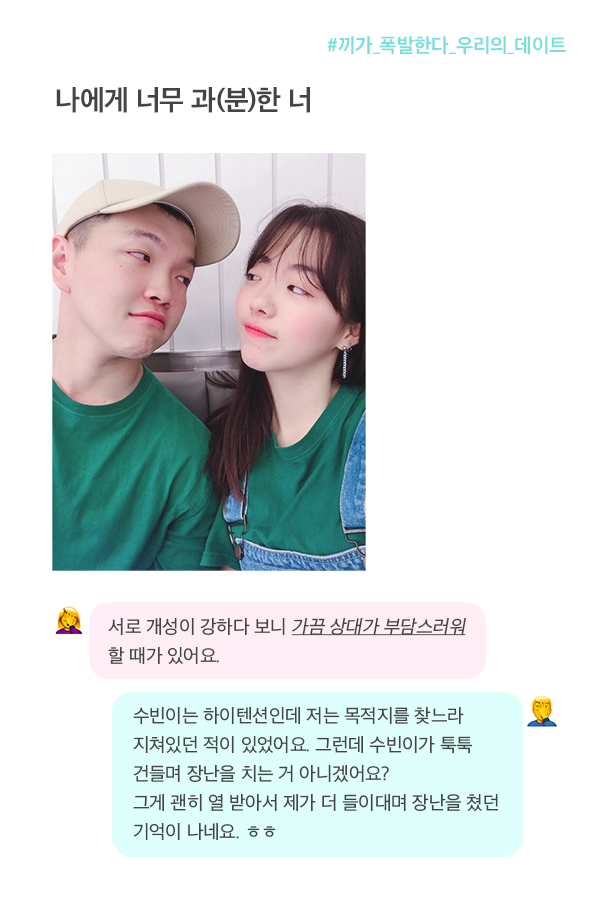 #끼가_폭발한다_우리의_데이트
나에게 너무 과(분)한 너
서로 개성이 강하다 보니 가끔 상대가 부담스러워
할 때가 있어요.
수빈이는 하이텐션인데 저는 목적지를 찾느라
지쳐있던 적이 있었어요. 그런데 수빈이가 툭툭
건들며 장난을 치는 거 아니겠어요?
그게 괜히 열 받아서 제가 더 들이대며 장난을 쳤던
기억이 나네요. ㅎㅎ